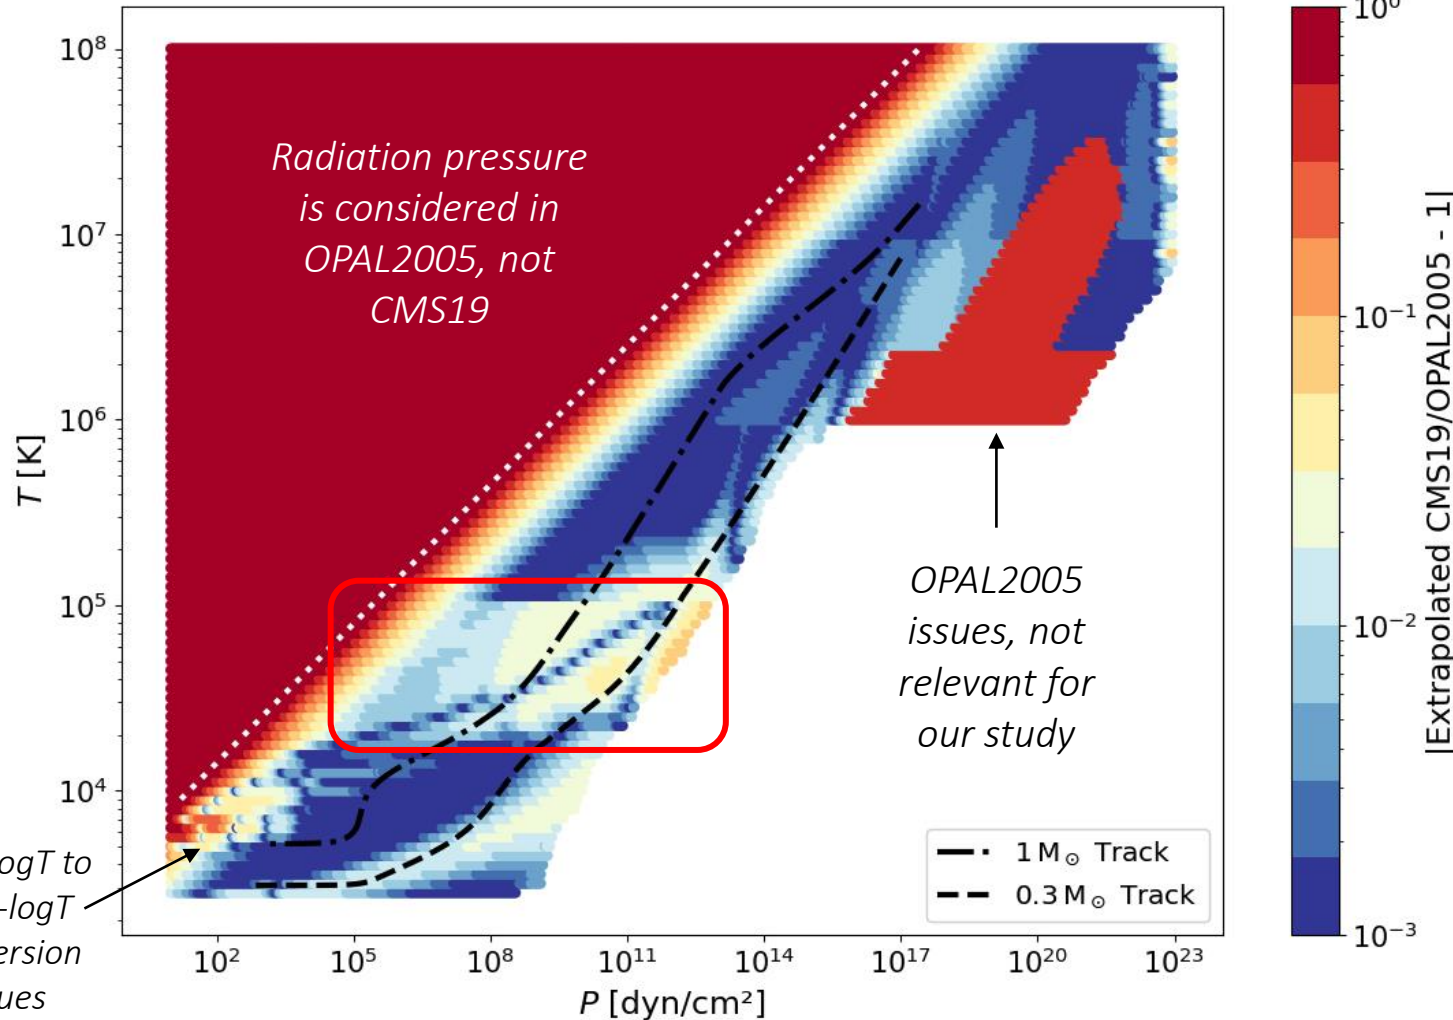 10⁸
10⁷
10⁶
10⁵
10⁴
T [K]
Radiation pressure
is considered in
OPAL2005, not
CMS19
OPAL2005
issues, not
relevant for
our study
ogT to
-logT
ersion
ues
1 M☉ Track
0.3 M☉ Track
10² 10⁵ 10⁸ 10¹¹ 10¹⁴ 10¹⁷ 10²⁰ 10²³
P [dyn/cm²]
10⁰
10⁻¹
10⁻²
10⁻³
|Extrapolated CMS19/OPAL2005 - 1|